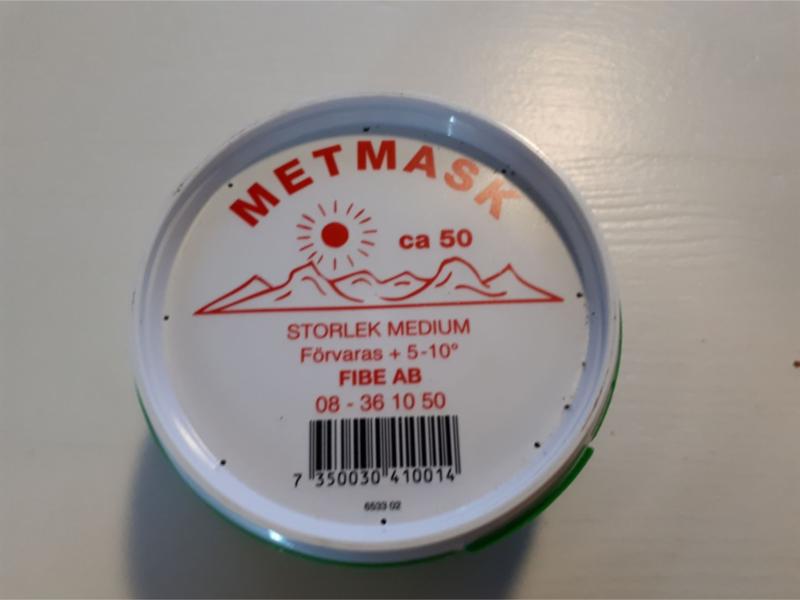 METMASK
ca 50
STORLEK MEDIUM
Förvaras + 5-10°
FIBE AB
08 - 36 10 50
7 350030 410014
6533 02